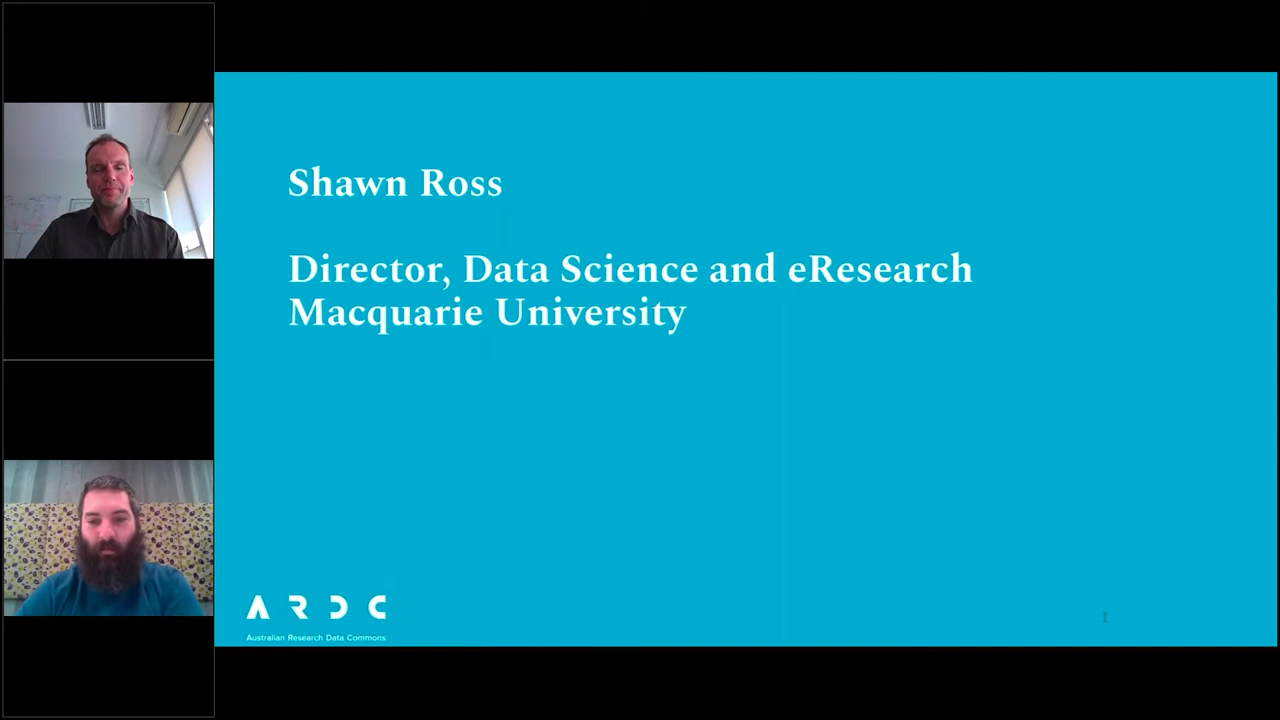 Shawn Ross
Director, Data Science and eResearch
Macquarie University
ARDC
Australian Research Data Commons